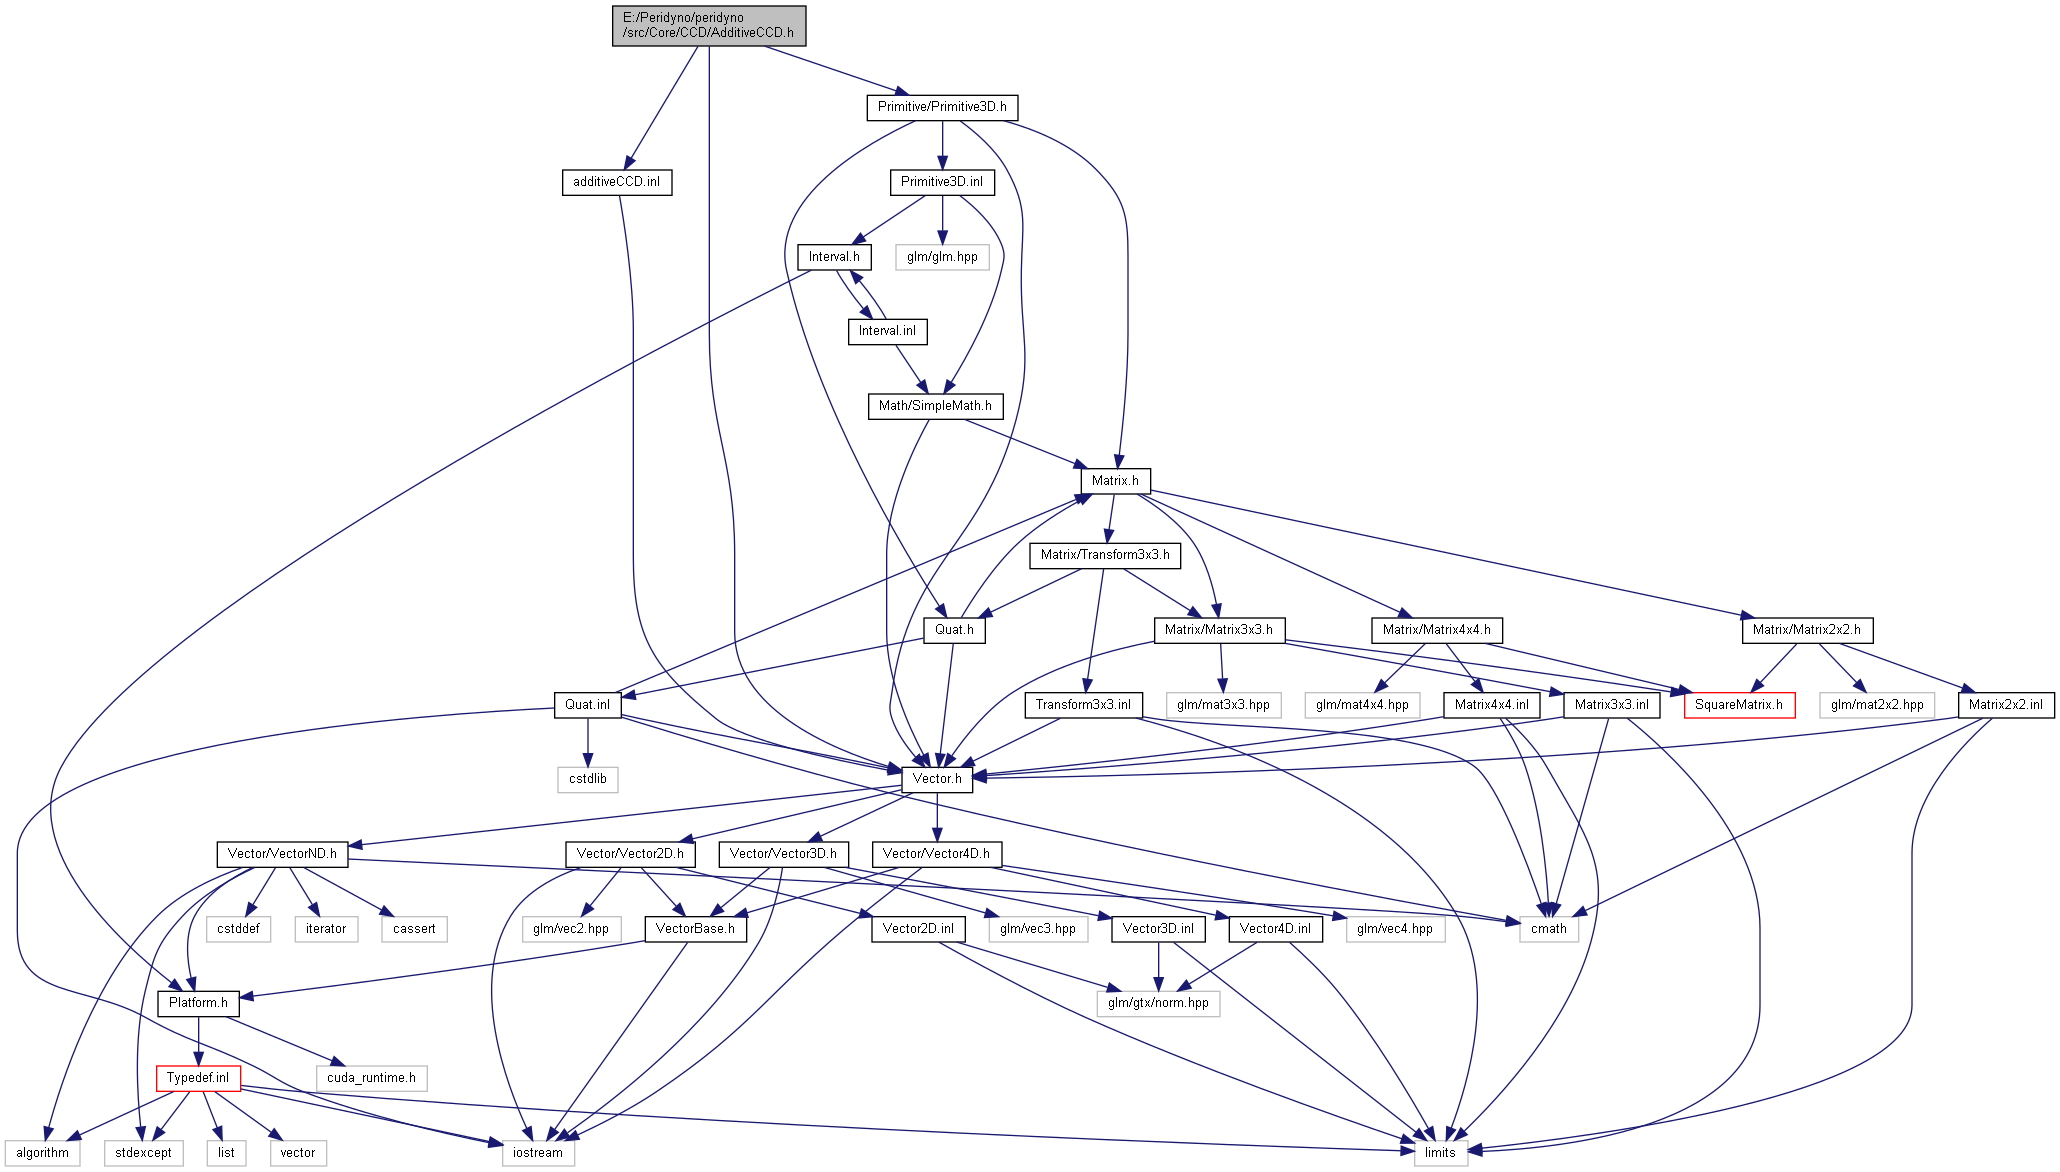 E:/Peridyno/peridyno
/src/Core/CCD/AdditiveCCD.h
Primitive/Primitive3D.h
additiveCCD.inl
Primitive3D.inl
Interval.h
glm/glm.hpp
Interval.inl
Math/SimpleMath.h
Matrix.h
Matrix/Transform3x3.h
Quat.h
Matrix/Matrix3x3.h
Matrix/Matrix4x4.h
Matrix/Matrix2x2.h
Quat.inl
Transform3x3.inl
glm/mat3x3.hpp
glm/mat4x4.hpp
Matrix4x4.inl
Matrix3x3.inl
SquareMatrix.h
glm/mat2x2.hpp
Matrix2x2.inl
cstdlib
Vector.h
Vector/VectorND.h
Vector/Vector2D.h
Vector/Vector3D.h
Vector/Vector4D.h
cstddef
iterator
cassert
glm/vec2.hpp
VectorBase.h
Vector2D.inl
glm/vec3.hpp
Vector3D.inl
Vector4D.inl
glm/vec4.hpp
cmath
Platform.h
glm/gtx/norm.hpp
Typedef.inl
cuda_runtime.h
algorithm
stdexcept
list
vector
iostream
limits